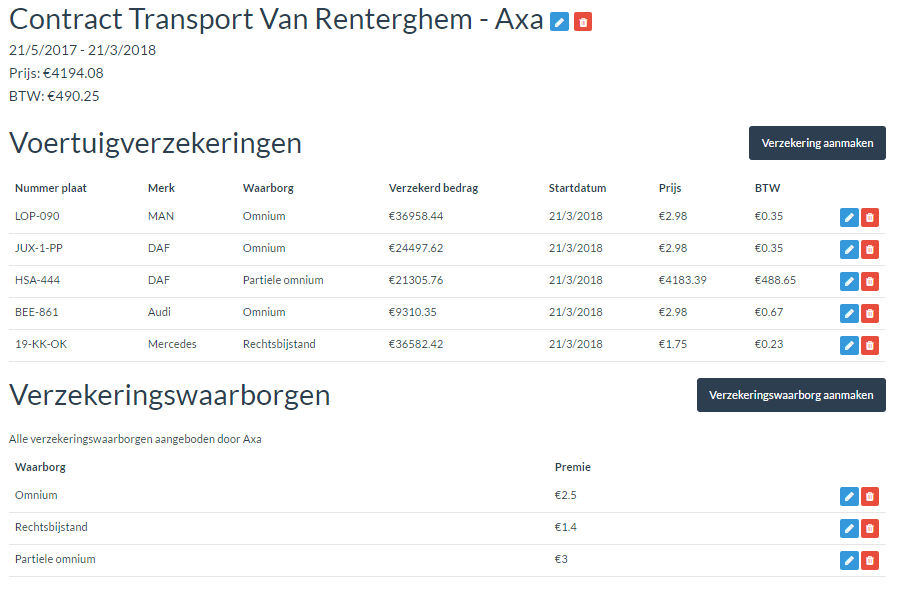 Contract Transport Van Renterghem - Axa
21/5/2017 - 21/3/2018
Prijs: €4194.08
BTW: €490.25
Voertuigverzekeringen
Verzekering aanmaken
Nummer plaat Merk Waarborg Verzekerd bedrag Startdatum Prijs BTW
LOP-090 MAN Omnium €36958.44 21/3/2018 €2.98 €0.35
JUX-1-PP DAF Omnium €24497.62 21/3/2018 €2.98 €0.35
HSA-444 DAF Partiele omnium €21305.76 21/3/2018 €4183.39 €488.65
BEE-861 Audi Omnium €9310.35 21/3/2018 €2.98 €0.67
19-KK-OK Mercedes Rechtsbijstand €36582.42 21/3/2018 €1.75 €0.23
Verzekeringswaarborgen
Verzekeringswaarborg aanmaken
Alle verzekeringswaarborgen aangeboden door Axa
Waarborg Premie
Omnium €2.5
Rechtsbijstand €1.4
Partiele omnium €3